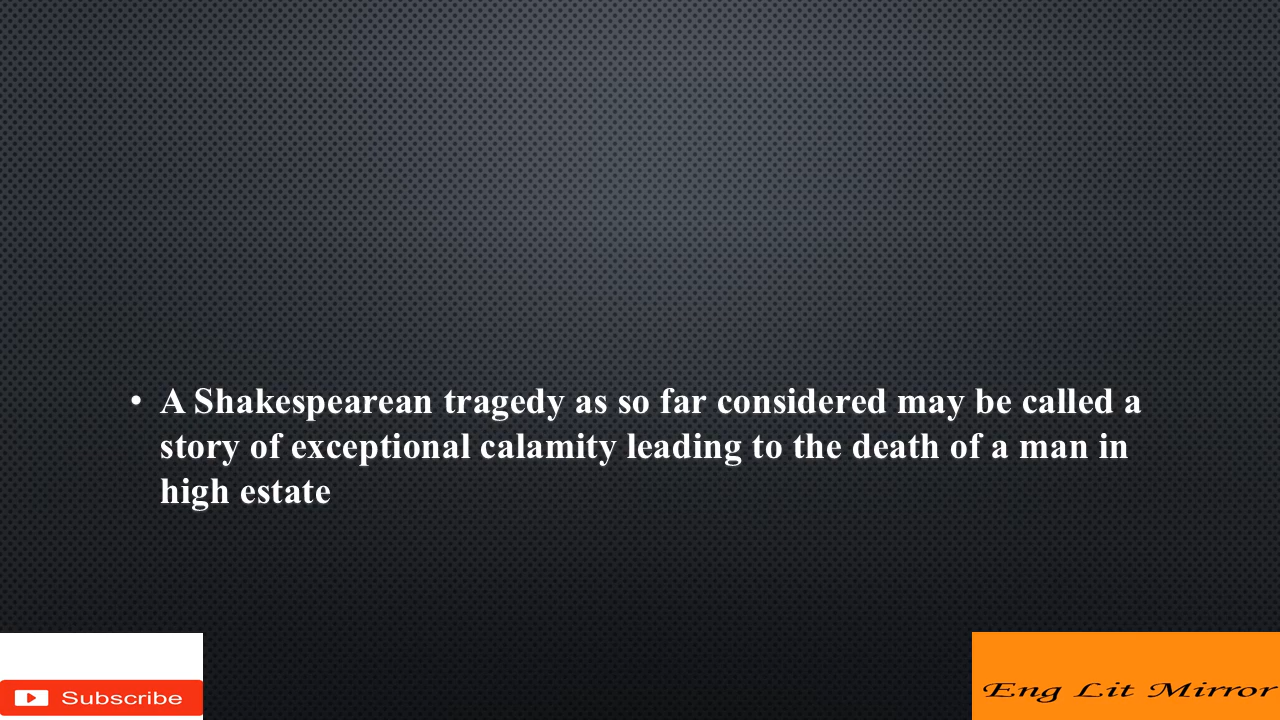 • A Shakespearean tragedy as so far considered may be called a
story of exceptional calamity leading to the death of a man in
high estate
Subscribe
Eng Lit Mirror